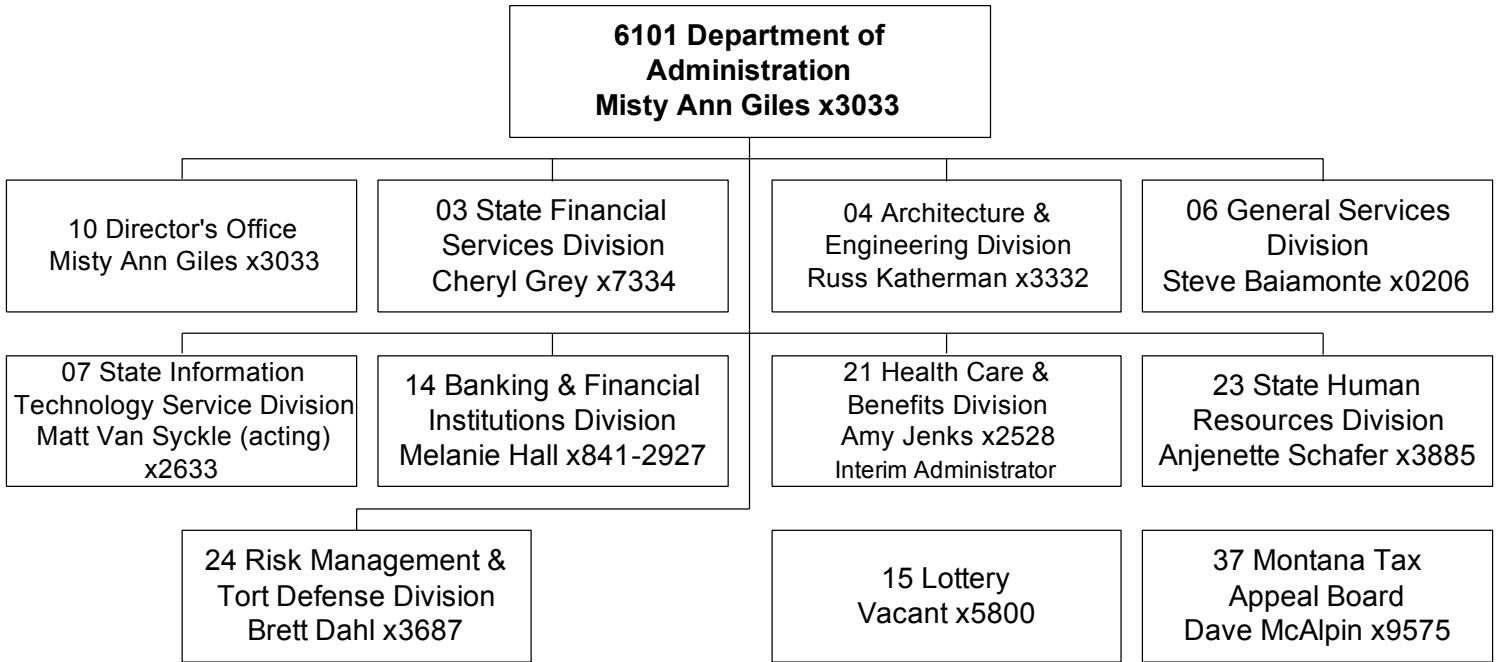 6101 Department of
Administration
Misty Ann Giles x3033
10 Director's Office
Misty Ann Giles x3033
03 State Financial
Services Division
Cheryl Grey x7334
04 Architecture &
Engineering Division
Russ Katherman x3332
06 General Services
Division
Steve Baiamonte x0206
07 State Information
Technology Service Division
Matt Van Syckle (acting)
x2633
14 Banking & Financial
Institutions Division
Melanie Hall x841-2927
21 Health Care &
Benefits Division
Amy Jenks x2528
Interim Administrator
23 State Human
Resources Division
Anjenette Schafer x3885
24 Risk Management &
Tort Defense Division
Brett Dahl x3687
15 Lottery
Vacant x5800
37 Montana Tax
Appeal Board
Dave McAlpin x9575